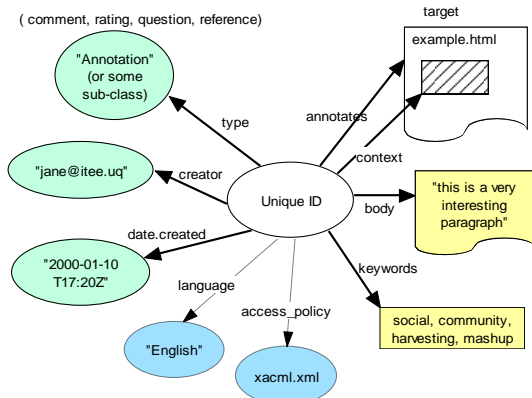 ( comment, rating, question, reference)
target
"Annotation"
(or some
sub-class)
example.html
type
annotates
"jane@itee.uq"
creator
context
Unique ID
body
"this is a very
interesting
paragraph"
date.created
"2000-01-10
T17:20Z"
language
keywords
access_policy
"English"
xacml.xml
social, community,
harvesting, mashup